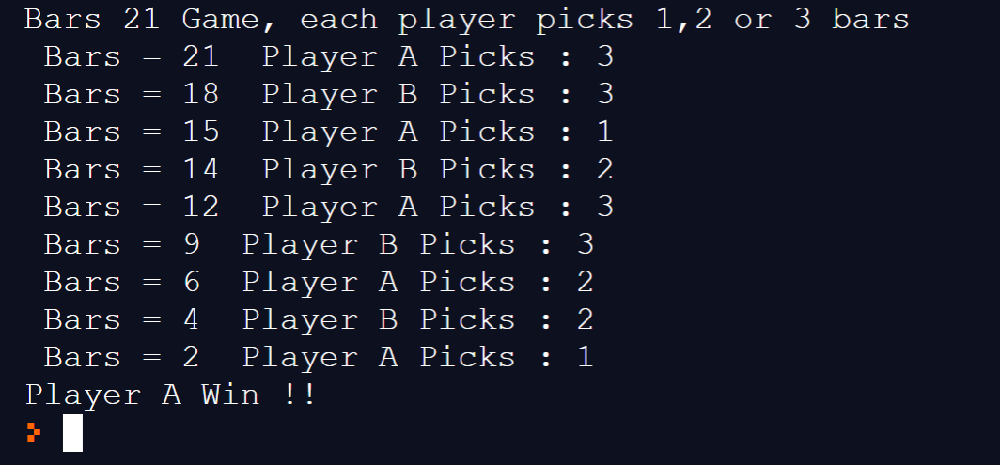 Bars 21 Game, each player picks 1,2 or 3 bars
Bars = 21  Player A Picks : 3
Bars = 18  Player B Picks : 3
Bars = 15  Player A Picks : 1
Bars = 14  Player B Picks : 2
Bars = 12  Player A Picks : 3
Bars = 9  Player B Picks : 3
Bars = 6  Player A Picks : 2
Bars = 4  Player B Picks : 2
Bars = 2  Player A Picks : 1
Player A Win !!